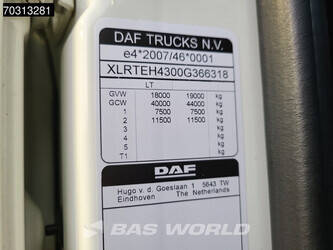 70313281
DAF TRUCKS N.V.
e4*2007/46*0001
XLRTEH4300G366318
LT
GVW 18000 19000 kg
GCW 40000 44000 kg
1 7500 7500 kg
2 11500 11500 kg
3 kg
4 kg
5 kg
T1 kg
DAF
Hugo v. d. Goeslaan 1 5643 TW
Eindhoven The Netherlands
BAS WORLD